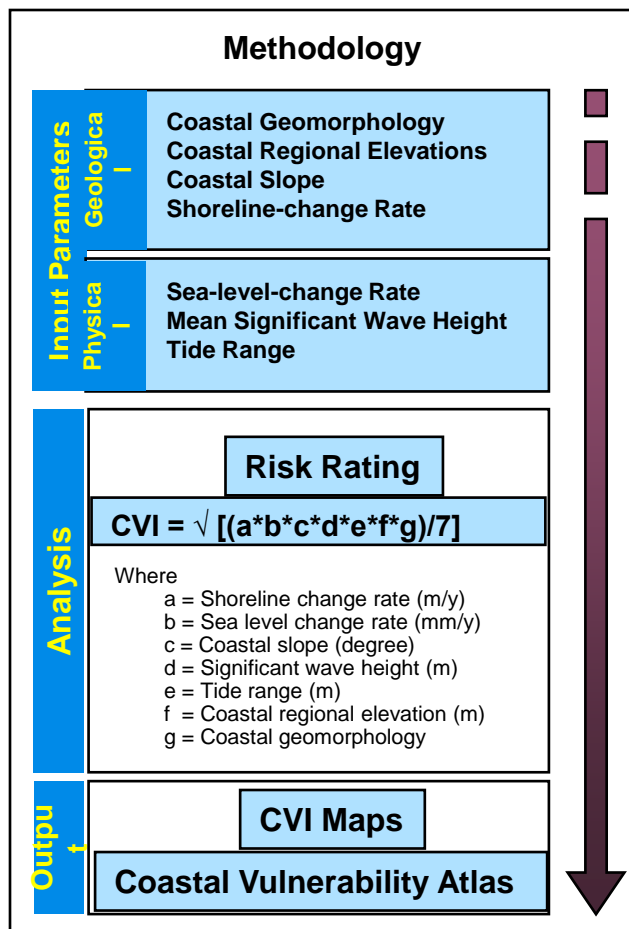 Methodology
Input Parameters
Geologica
l
Coastal Geomorphology
Coastal Regional Elevations
Coastal Slope
Shoreline-change Rate
Physica
l
Sea-level-change Rate
Mean Significant Wave Height
Tide Range
Analysis
Risk Rating
CVI = √ [(a*b*c*d*e*f*g)/7]
Where
a = Shoreline change rate (m/y)
b = Sea level change rate (mm/y)
c = Coastal slope (degree)
d = Significant wave height (m)
e = Tide range (m)
f = Coastal regional elevation (m)
g = Coastal geomorphology
Outpu
t
CVI Maps
Coastal Vulnerability Atlas